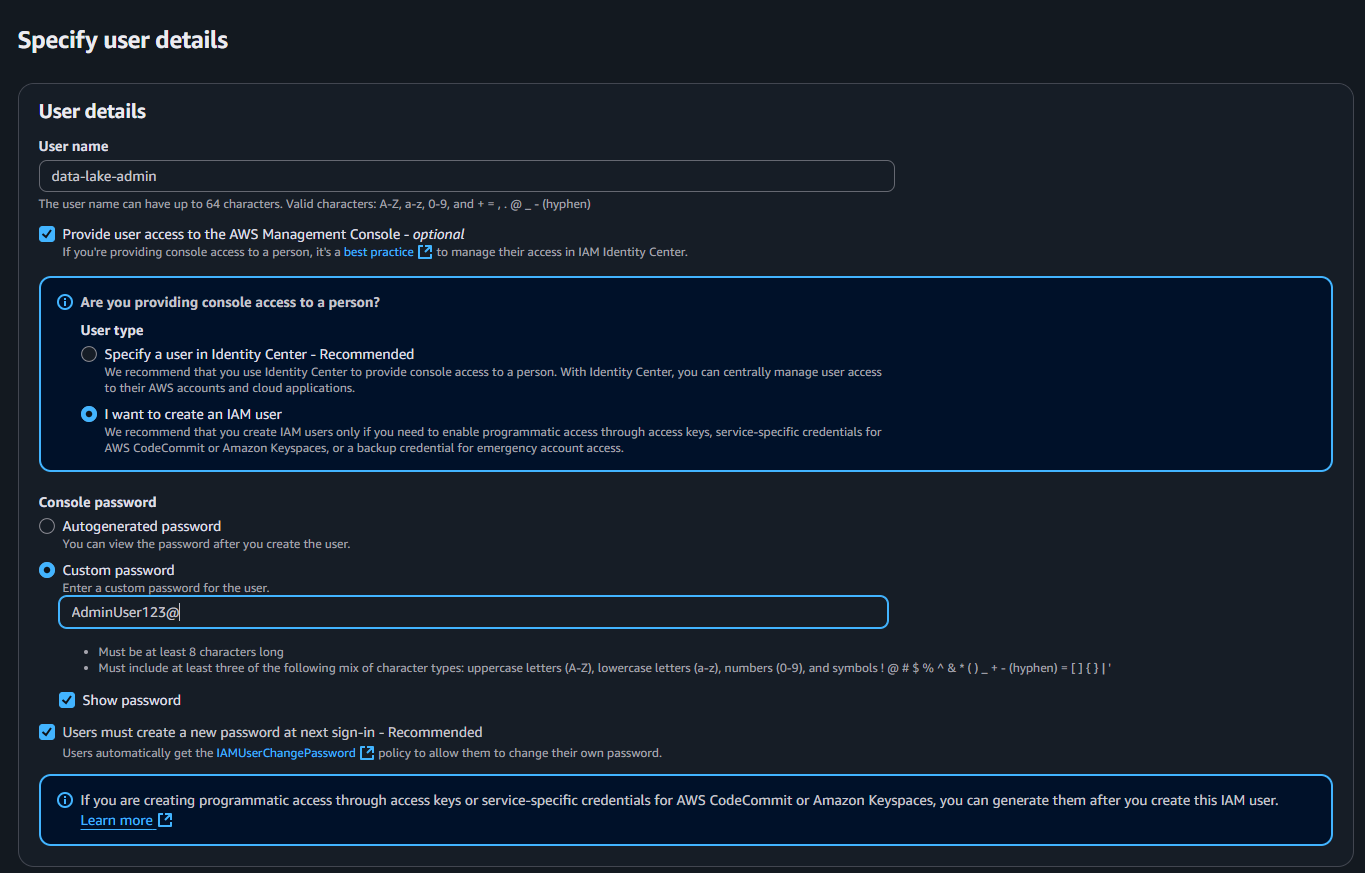 Specify user details
User details
User name
data-lake-admin
The user name can have up to 64 characters. Valid characters: A-Z, a-z, 0-9, and + = , . @ _ - (hyphen)
Provide user access to the AWS Management Console - optional
If you're providing console access to a person, it's a best practice to manage their access in IAM Identity Center.
Are you providing console access to a person?
User type
Specify a user in Identity Center - Recommended
We recommend that you use Identity Center to provide console access to a person. With Identity Center, you can centrally manage user access
to their AWS accounts and cloud applications.
I want to create an IAM user
We recommend that you create IAM users only if you need to enable programmatic access through access keys, service-specific credentials for
AWS CodeCommit or Amazon Keyspaces, or a backup credential for emergency account access.
Console password
Autogenerated password
You can view the password after you create the user.
Custom password
Enter a custom password for the user.
AdminUser123@
• Must be at least 8 characters long
• Must include at least three of the following mix of character types: uppercase letters (A-Z), lowercase letters (a-z), numbers (0-9), and symbols ! @ # $ % ^ & * ( ) _ + - (hyphen) = [ ] { } | '
Show password
Users must create a new password at next sign-in - Recommended
Users automatically get the IAMUserChangePassword policy to allow them to change their own password.
If you are creating programmatic access through access keys or service-specific credentials for AWS CodeCommit or Amazon Keyspaces, you can generate them after you create this IAM user.
Learn more